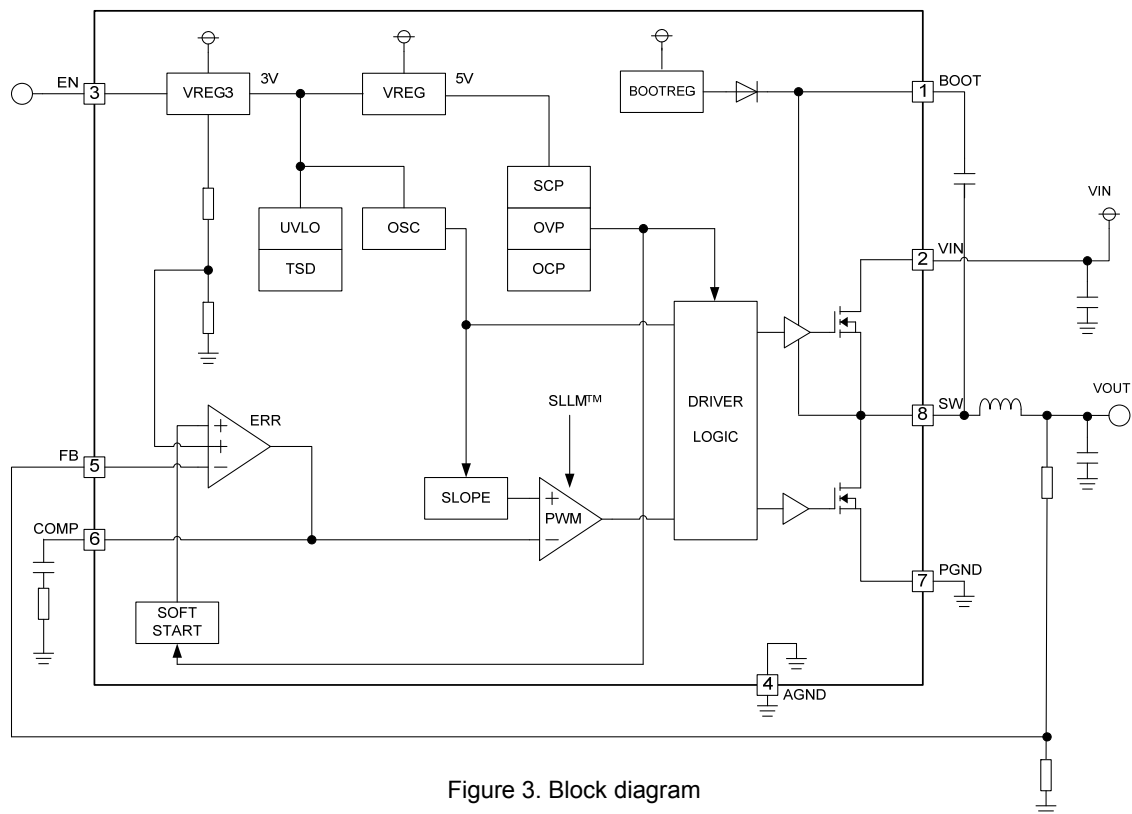 EN
3
VREG3
3V
VREG
5V
BOOTREG
1
BOOT
SCP
OVP
OCP
UVLO
TSD
OSC
VIN
VIN
2
DRIVER
LOGIC
SLLM™
ERR
+
+
−
FB
5
SLOPE
+
PWM
−
8
SW
VOUT
COMP
6
7
PGND
SOFT
START
4
AGND
Figure 3. Block diagram